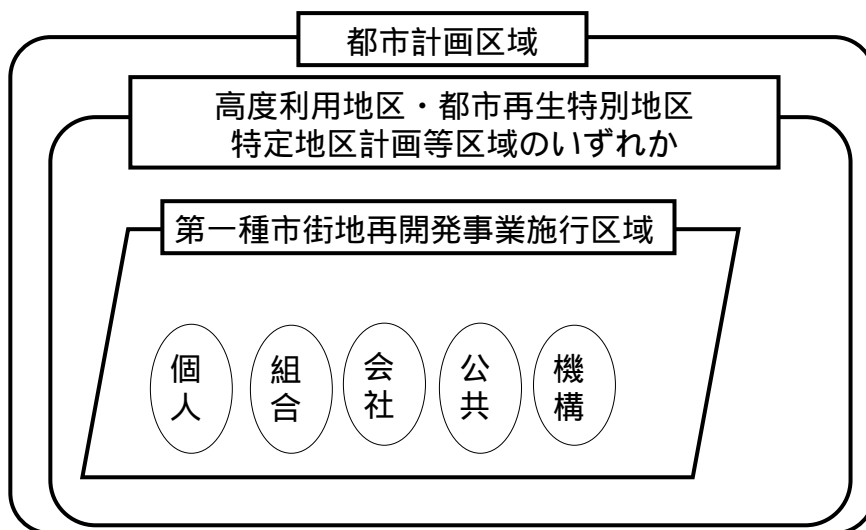 都市計画区域
高度利用地区・都市再生特別地区
特定地区計画等区域のいずれか
第一種市街地再開発事業施行区域
個人
組合
会社
公共
機構